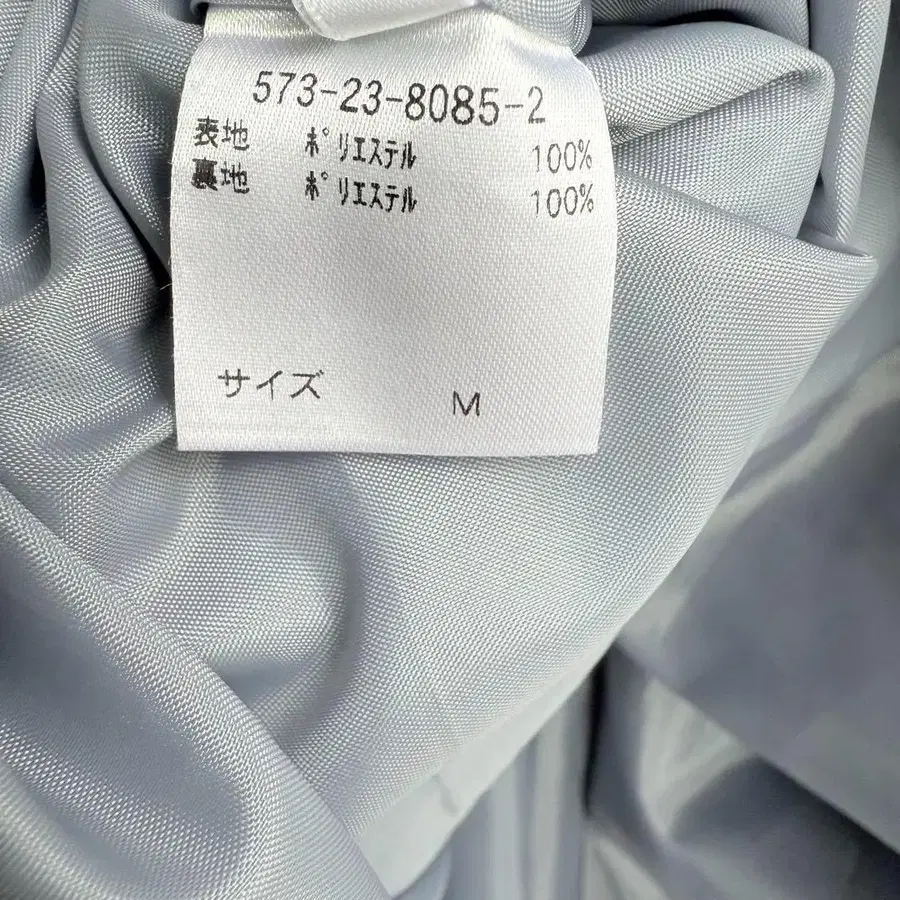 573-23-8085-2
表地 ポリエステル 100%
裏地 ポリエステル 100%
サイズ M